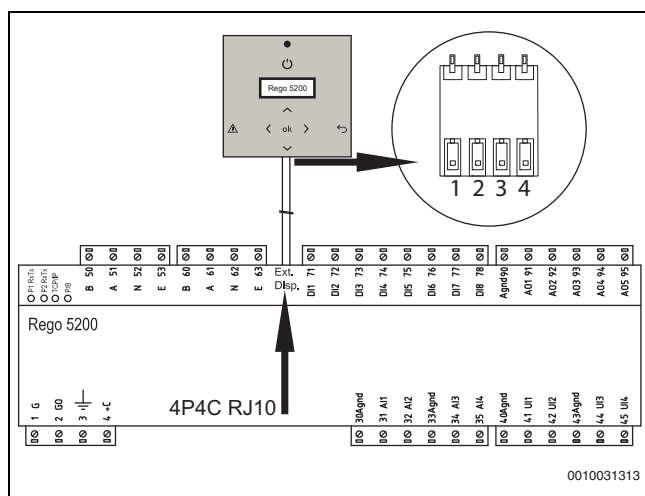 Rego 5200
ok
1 2 3 4
P1 RxTx
P2 RxTx
TCP/IP
P/B
B 50
A 51
N 52
E 53
B 60
A 61
N 62
E 63
Ext.
Disp.
DI1 71
DI2 72
DI3 73
DI4 74
DI5 75
DI6 76
DI7 77
DI8 78
Agnd90
AO1 91
AO2 92
AO3 93
AO4 94
AO5 95
Rego 5200
4P4C RJ10
1 G
2 G0
3
4 +C
30Agnd
31 AI1
32 AI2
33Agnd
34 AI3
35 AI4
40Agnd
41 UI1
42 UI2
43Agnd
44 UI3
45 UI4
0010031313